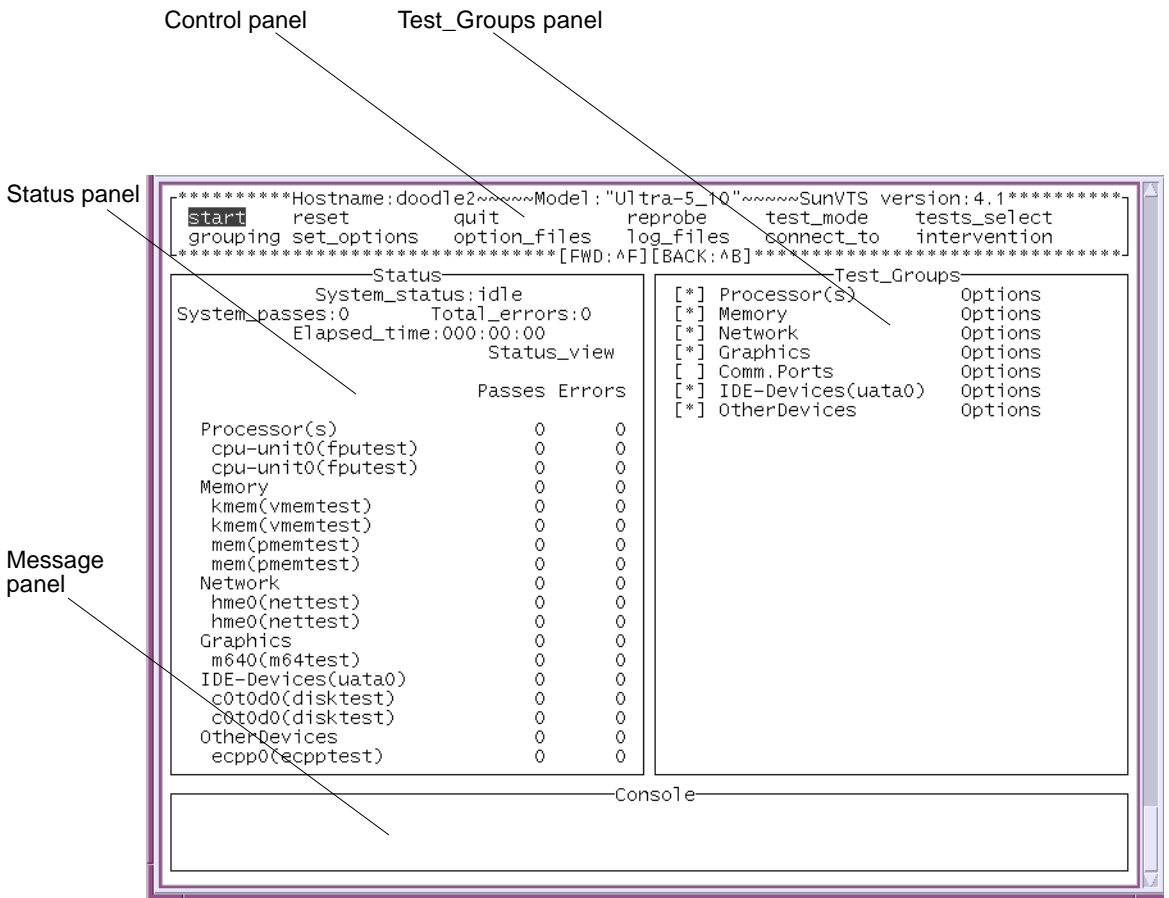 Control panel
Test_Groups panel
Status panel
**********Hostname:doodle2~~~~~Model:"Ultra-5_10"~~~~~SunVTS version:4.1**********
start reset quit reprobe test_mode tests_select
grouping set_options option_files log_files connect_to intervention
**********************************[FWD:^F][BACK:^B]*********************************
Status
System_status:idle
System_passes:0 Total_errors:0
Elapsed_time:000:00:00
Status_view
Passes Errors
Processor(s) 0 0
cpu-unit0(fputest) 0 0
cpu-unit0(fputest) 0 0
Memory 0 0
kmem(vmemtest) 0 0
kmem(vmemtest) 0 0
mem(pmemtest) 0 0
mem(pmemtest) 0 0
Network 0 0
hme0(nettest) 0 0
hme0(nettest) 0 0
Graphics 0 0
m640(m64test) 0 0
IDE-Devices(uata0) 0 0
c0t0d0(disktest) 0 0
c0t0d0(disktest) 0 0
OtherDevices 0 0
ecpp0(ecpptest) 0 0
Test_Groups
[*] Processor(s) Options
[*] Memory Options
[*] Network Options
[*] Graphics Options
[ ] Comm.Ports Options
[*] IDE-Devices(uata0) Options
[*] OtherDevices Options
Message
panel
Console